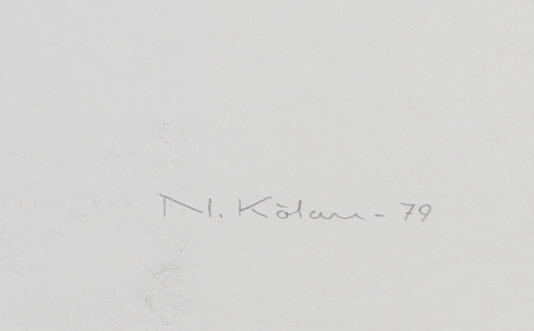 N. Kölare - 79